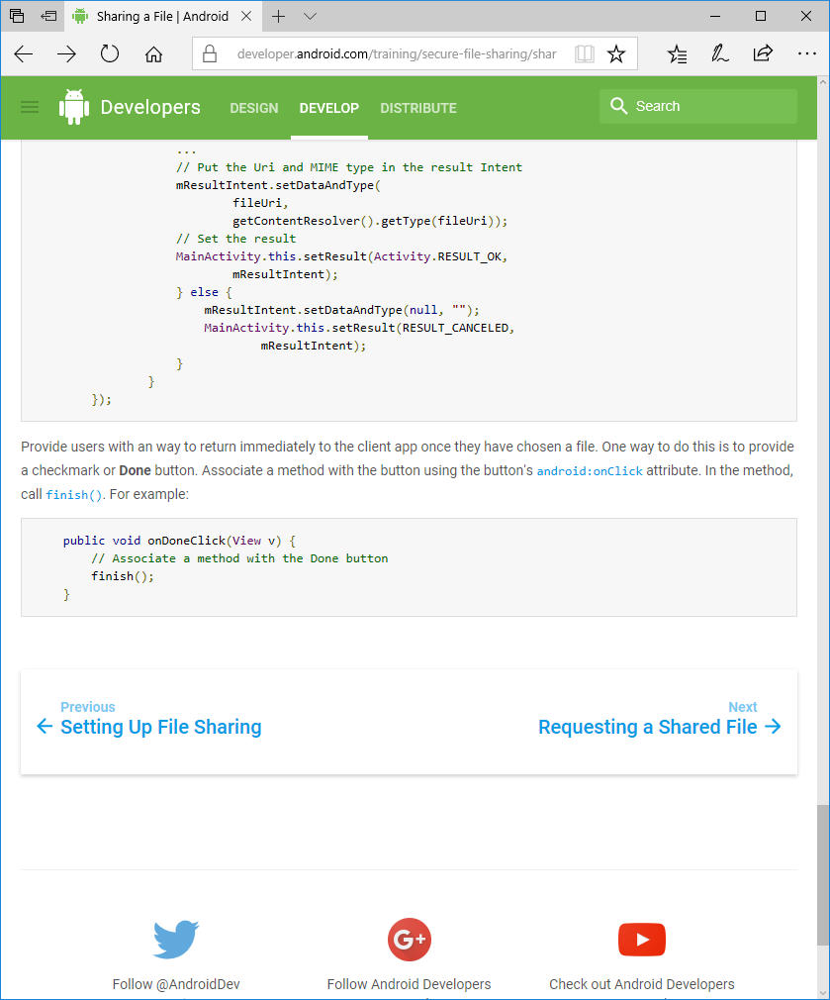 Sharing a File | Android
developer.android.com/training/secure-file-sharing/shar
Developers DESIGN DEVELOP DISTRIBUTE Search
...
// Put the Uri and MIME type in the result Intent
mResultIntent.setDataAndType(
fileUri,
getContentResolver().getType(fileUri));
// Set the result
MainActivity.this.setResult(Activity.RESULT_OK,
mResultIntent);
} else {
mResultIntent.setDataAndType(null, "");
MainActivity.this.setResult(RESULT_CANCELED,
mResultIntent);
}
}
});
Provide users with an way to return immediately to the client app once they have chosen a file. One way to do this is to provide
a checkmark or Done button. Associate a method with the button using the button's android:onClick attribute. In the method,
call finish(). For example:
public void onDoneClick(View v) {
// Associate a method with the Done button
finish();
}
Previous
Setting Up File Sharing
Next
Requesting a Shared File
G+
Follow @AndroidDev
Follow Android Developers
Check out Android Developers